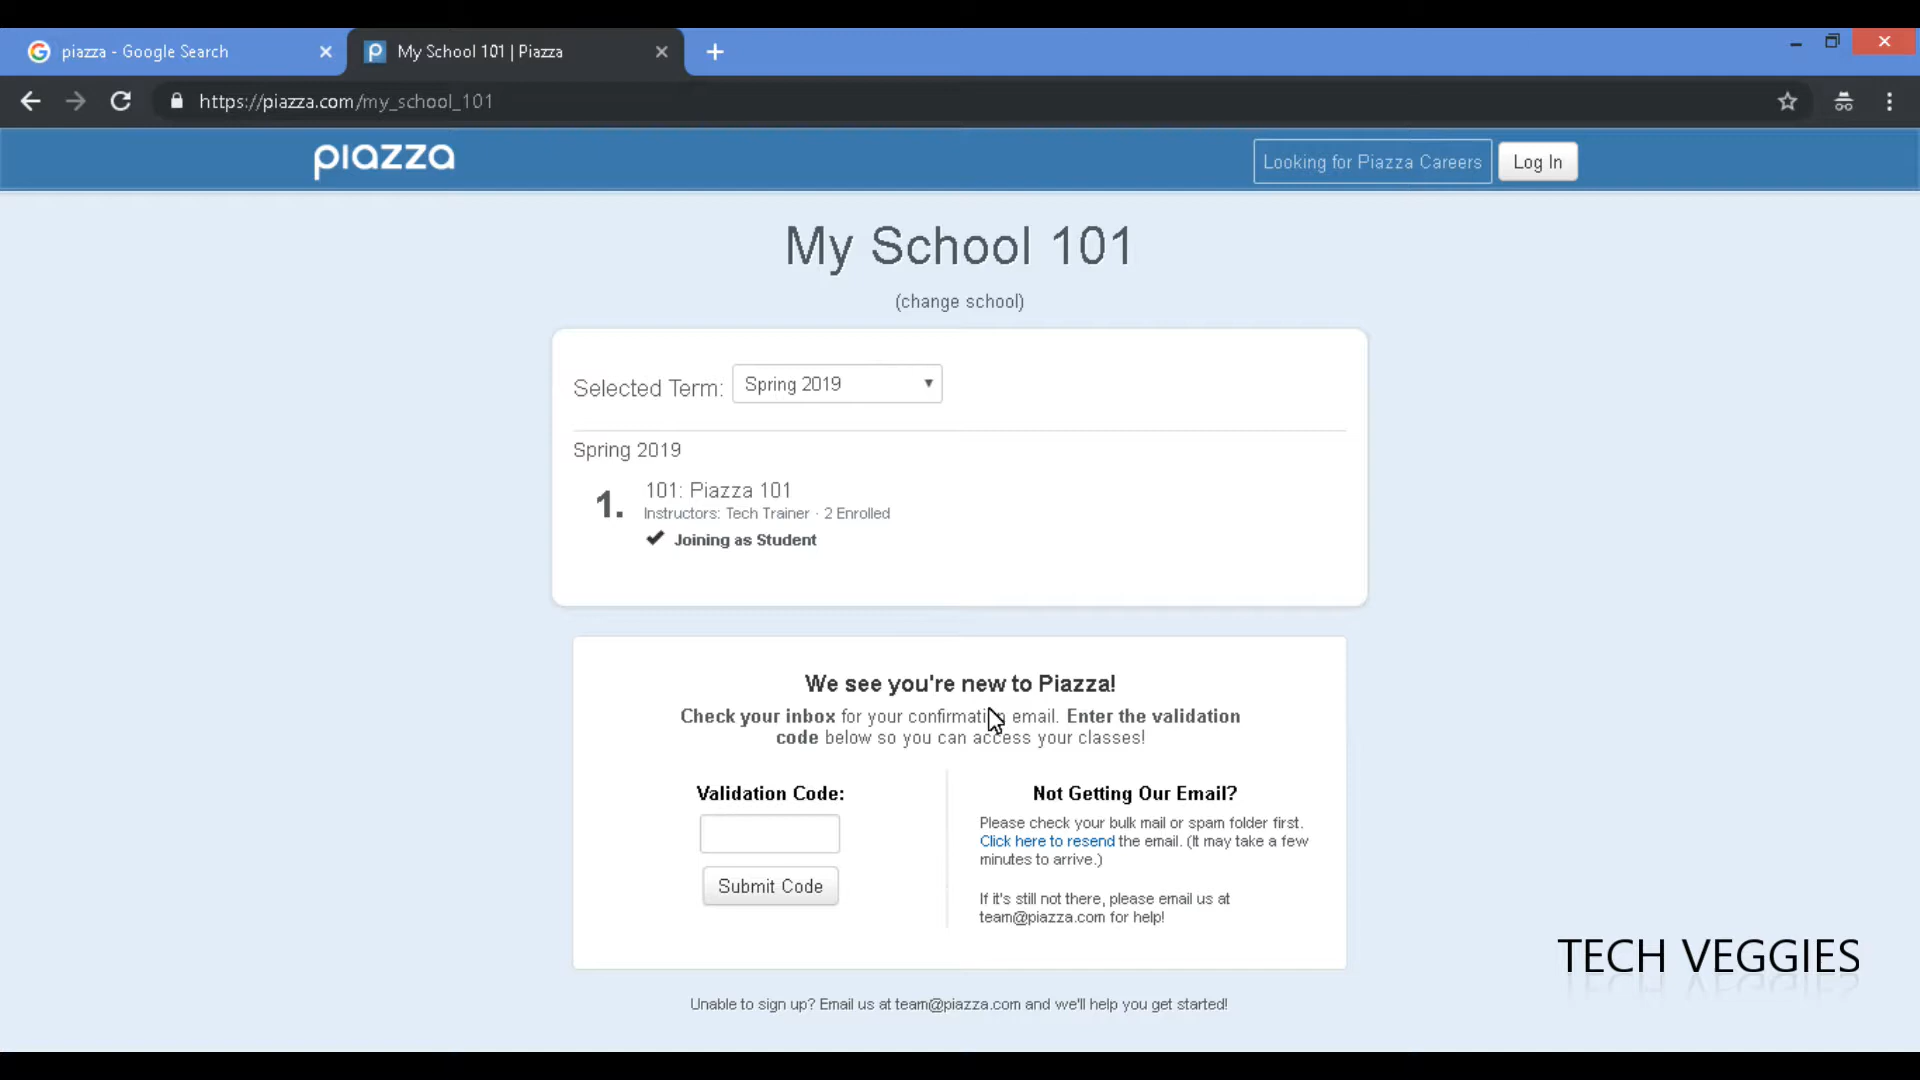 piazza - Google Search
My School 101 | Piazza
https://piazza.com/my_school_101
piazza
Looking for Piazza Careers
Log In
My School 101
(change school)
Selected Term:
Spring 2019
Spring 2019
1.
101: Piazza 101
Instructors: Tech Trainer · 2 Enrolled
Joining as Student
We see you're new to Piazza!
Check your inbox for your confirmation email. Enter the validation
code below so you can access your classes!
Validation Code:
Submit Code
Not Getting Our Email?
Please check your bulk mail or spam folder first.
Click here to resend the email. (It may take a few
minutes to arrive.)
If it's still not there, please email us at
team@piazza.com for help!
TECH VEGGIES
Unable to sign up? Email us at team@piazza.com and we'll help you get started!